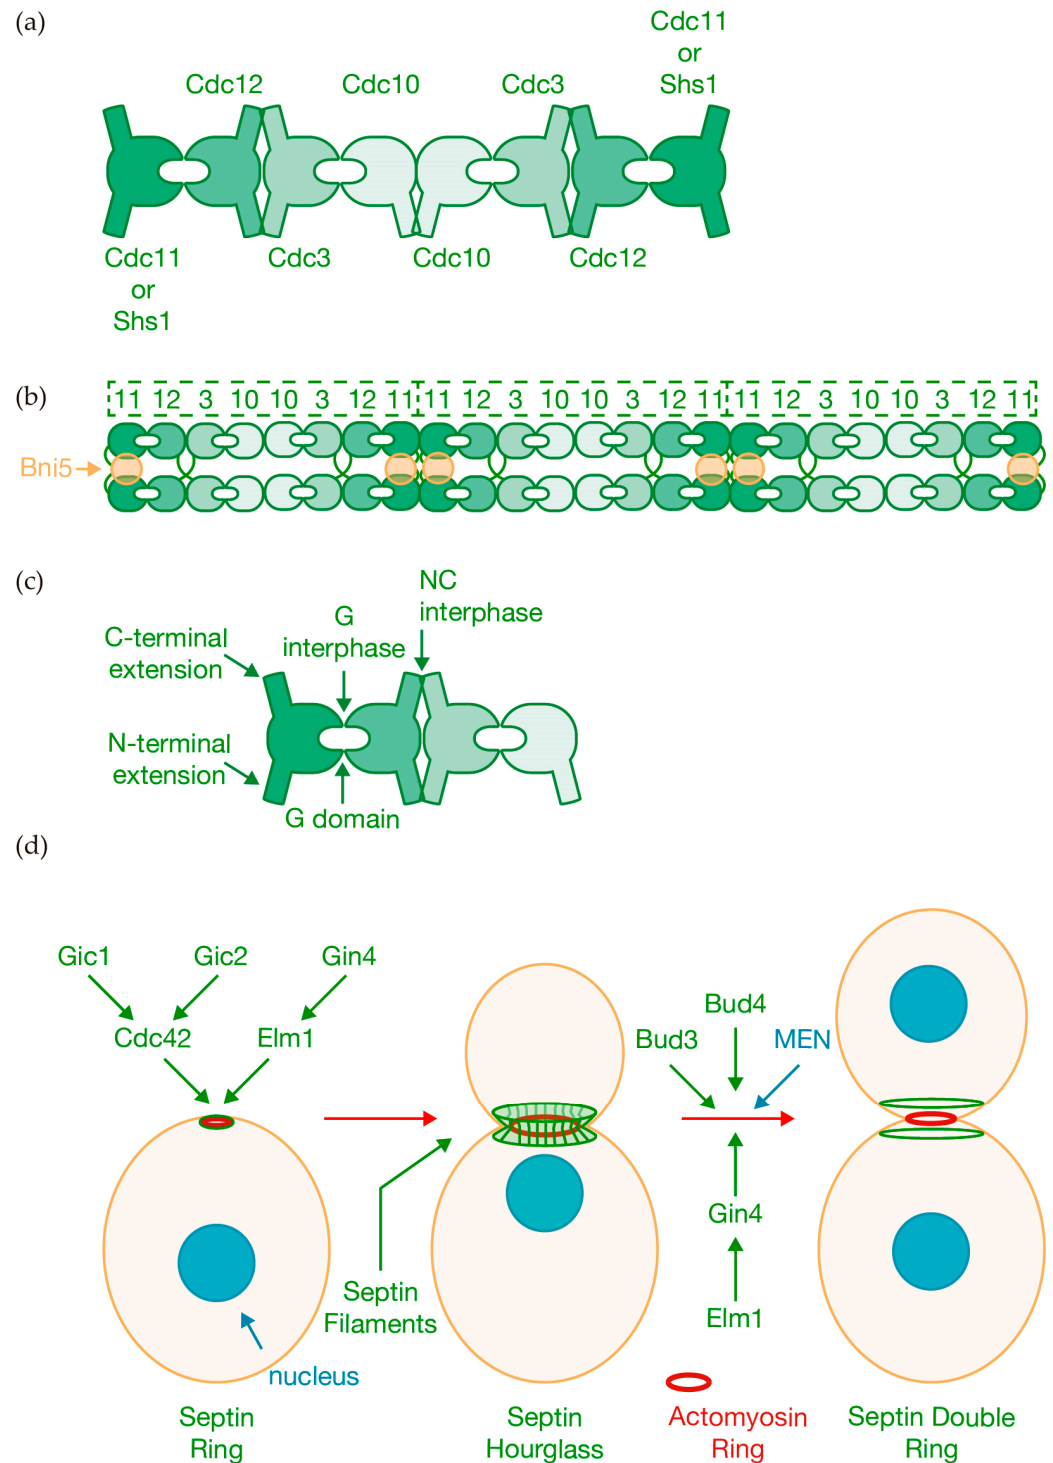 (a)
Cdc11
or
Shs1
Cdc12
Cdc10
Cdc3
Cdc11
or
Shs1
Cdc3
Cdc10
Cdc12
(b)
11 12 3 10 10 3 12 11 11 12 3 10 10 3 12 11 11 12 3 10 10 3 12 11
Bni5
(c)
NC
interphase
G
interphase
C-terminal
extension
N-terminal
extension
G domain
(d)
Gic1
Gic2
Gin4
Cdc42
Elm1
Bud4
Bud3
MEN
Gin4
Elm1
Septin
Filaments
nucleus
Septin
Ring
Septin
Hourglass
Actomyosin
Ring
Septin Double
Ring